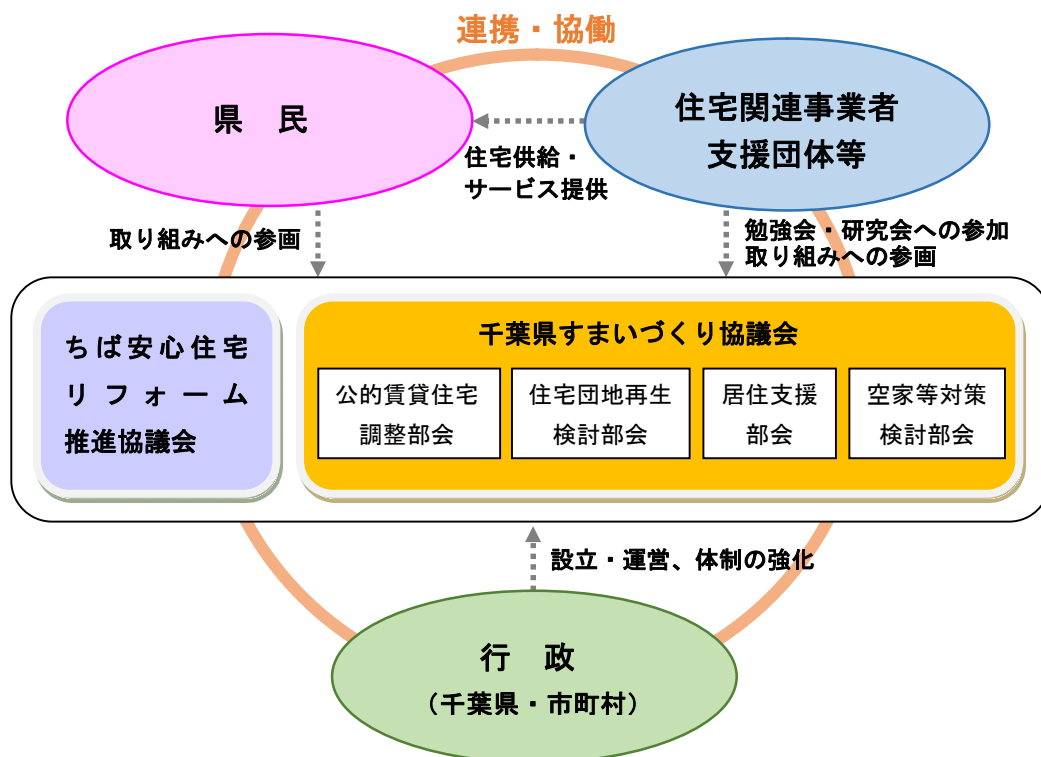 連携・協働
県　民
住宅関連事業者
支援団体等
住宅供給・
サービス提供
取り組みへの参画
勉強会・研究会への参加
取り組みへの参画
ちば安心住宅
リフォーム
推進協議会
千葉県すまいづくり協議会
公的賃貸住宅
調整部会
住宅団地再生
検討部会
居住支援
部会
空家等対策
検討部会
設立・運営、体制の強化
行　政
（千葉県・市町村）